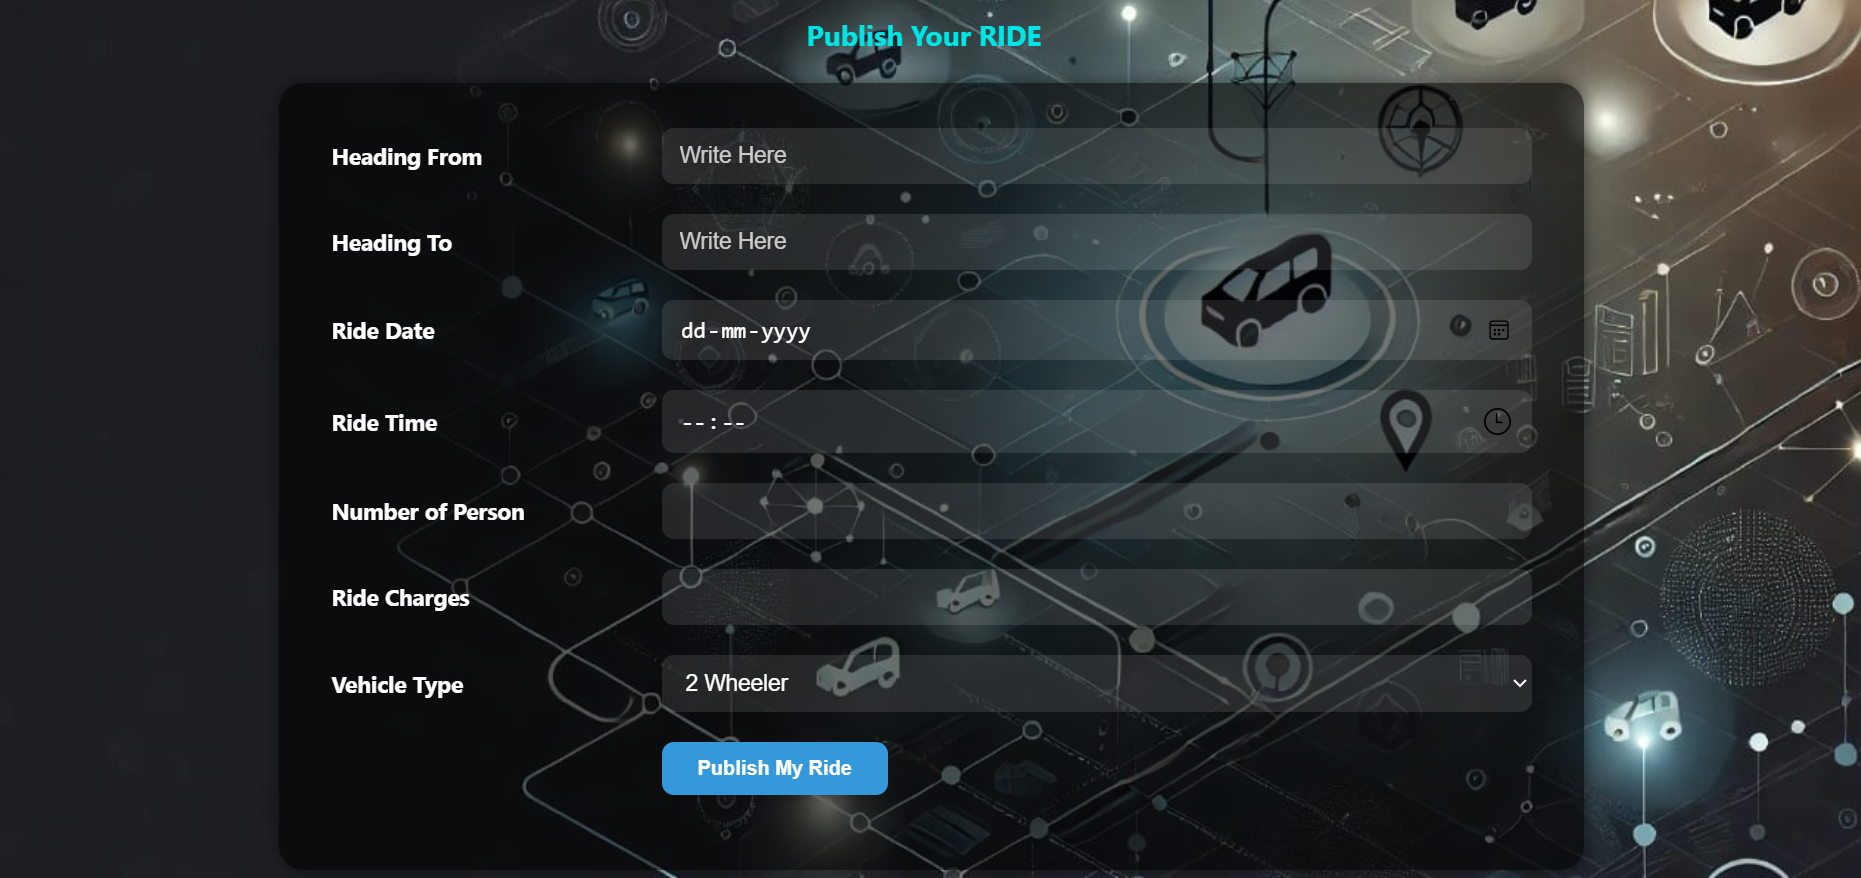 Publish Your RIDE
Heading From
Write Here
Heading To
Write Here
Ride Date
dd-mm-yyyy
Ride Time
--:--
Number of Person
Ride Charges
Vehicle Type
2 Wheeler
Publish My Ride